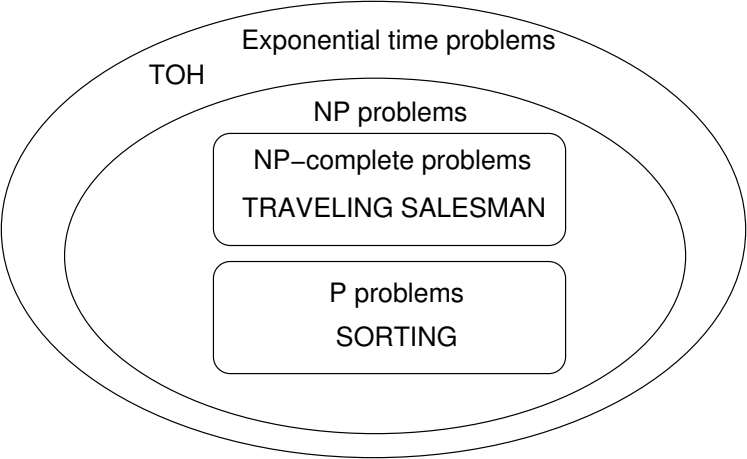 Exponential time problems
TOH
NP problems
NP−complete problems
TRAVELING SALESMAN
P problems
SORTING